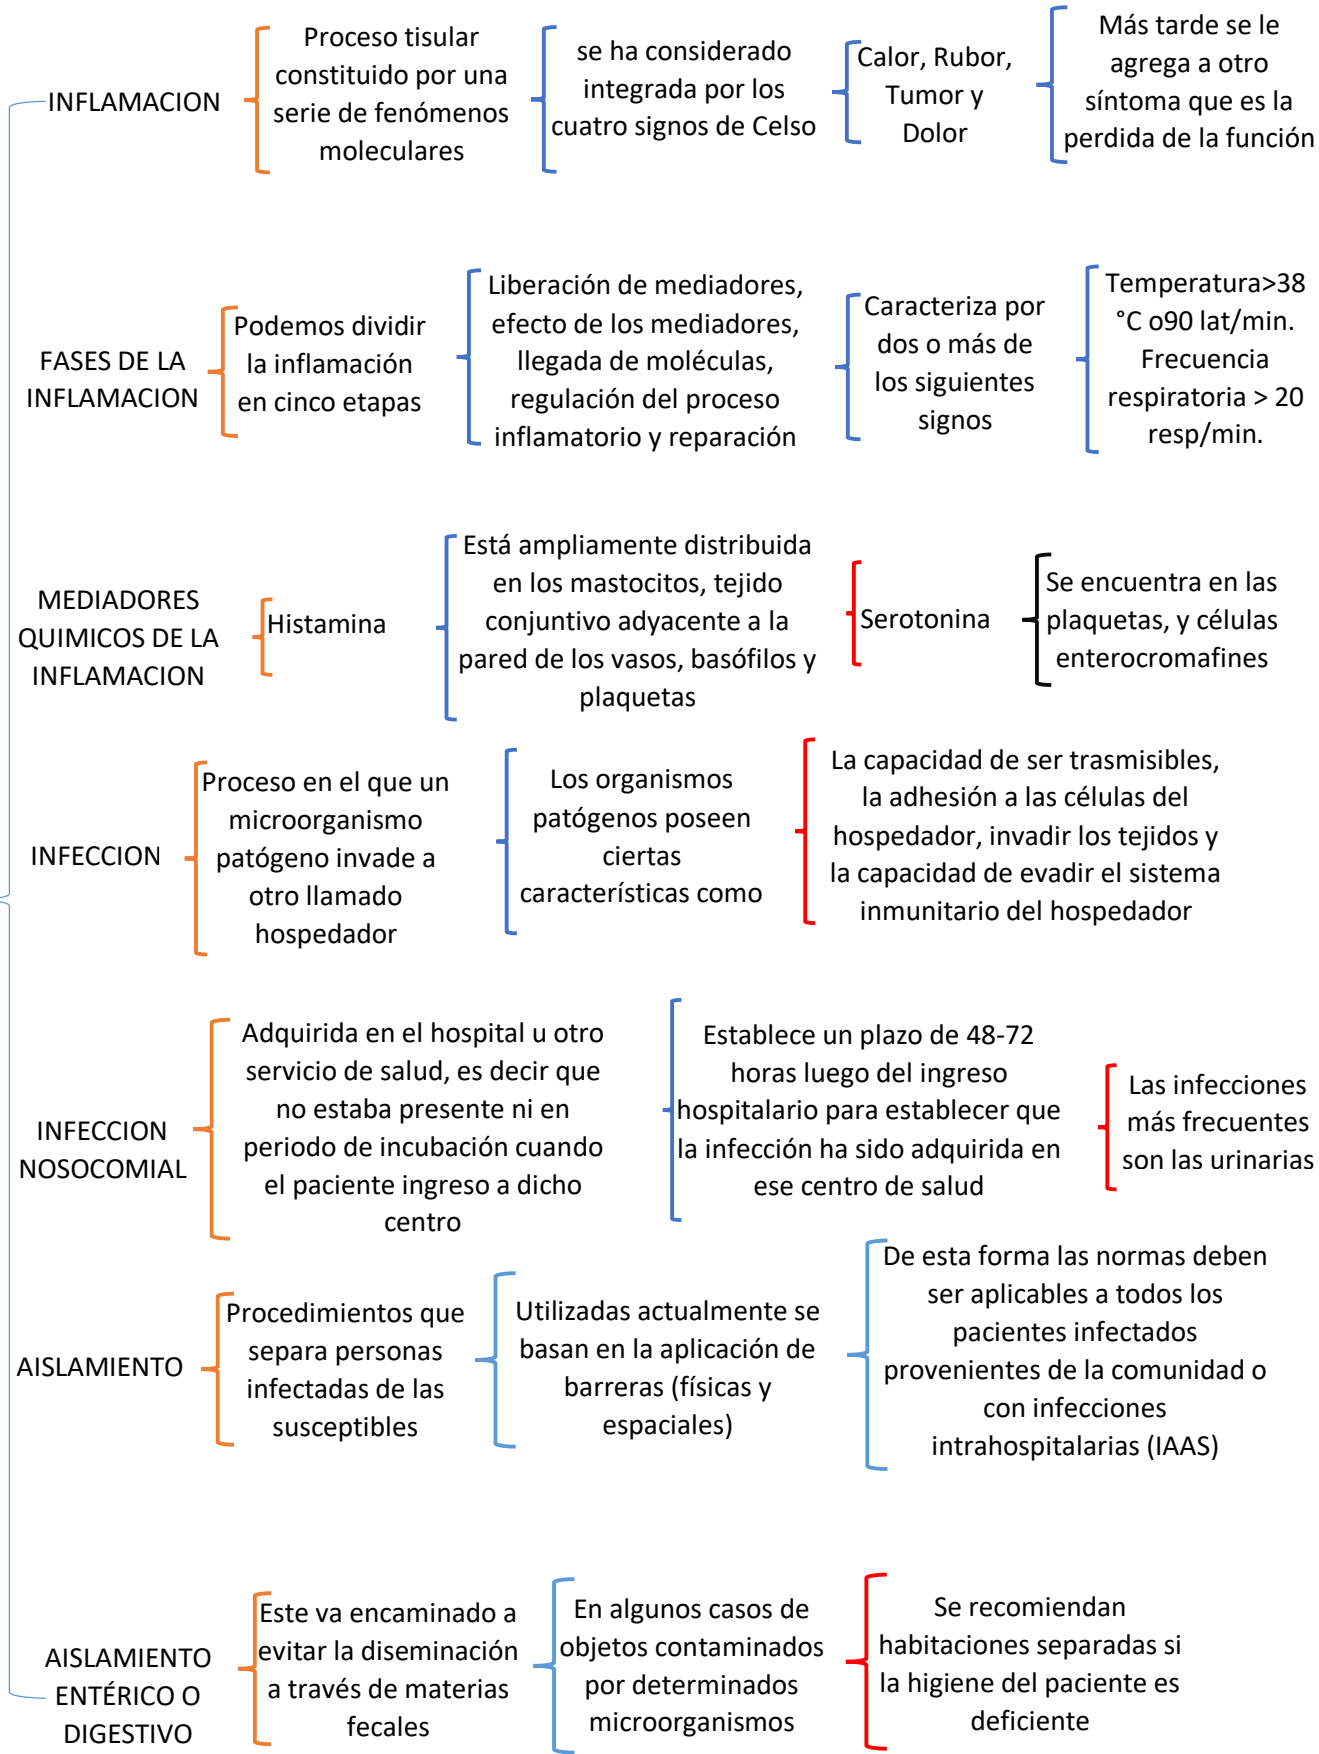 INFLAMACION
Proceso tisular
constituido por una
serie de fenómenos
moleculares
se ha considerado
integrada por los
cuatro signos de Celso
Calor, Rubor,
Tumor y
Dolor
Más tarde se le
agrega a otro
síntoma que es la
perdida de la función
FASES DE LA
INFLAMACION
Podemos dividir
la inflamación
en cinco etapas
Liberación de mediadores,
efecto de los mediadores,
llegada de moléculas,
regulación del proceso
inflamatorio y reparación
Caracteriza por
dos o más de
los siguientes
signos
Temperatura>38
°C o90 lat/min.
Frecuencia
respiratoria > 20
resp/min.
MEDIADORES
QUIMICOS DE LA
INFLAMACION
Histamina
Está ampliamente distribuida
en los mastocitos, tejido
conjuntivo adyacente a la
pared de los vasos, basófilos y
plaquetas
Serotonina
Se encuentra en las
plaquetas, y células
enterocromafines
INFECCION
Proceso en el que un
microorganismo
patógeno invade a
otro llamado
hospedador
Los organismos
patógenos poseen
ciertas
características como
La capacidad de ser trasmisibles,
la adhesión a las células del
hospedador, invadir los tejidos y
la capacidad de evadir el sistema
inmunitario del hospedador
INFECCION
NOSOCOMIAL
Adquirida en el hospital u otro
servicio de salud, es decir que
no estaba presente ni en
periodo de incubación cuando
el paciente ingreso a dicho
centro
Establece un plazo de 48-72
horas luego del ingreso
hospitalario para establecer que
la infección ha sido adquirida en
ese centro de salud
Las infecciones
más frecuentes
son las urinarias
AISLAMIENTO
Procedimientos que
separa personas
infectadas de las
susceptibles
Utilizadas actualmente se
basan en la aplicación de
barreras (físicas y
espaciales)
De esta forma las normas deben
ser aplicables a todos los
pacientes infectados
provenientes de la comunidad o
con infecciones
intrahospitalarias (IAAS)
AISLAMIENTO
ENTÉRICO O
DIGESTIVO
Este va encaminado a
evitar la diseminación
a través de materias
fecales
En algunos casos de
objetos contaminados
por determinados
microorganismos
Se recomiendan
habitaciones separadas si
la higiene del paciente es
deficiente